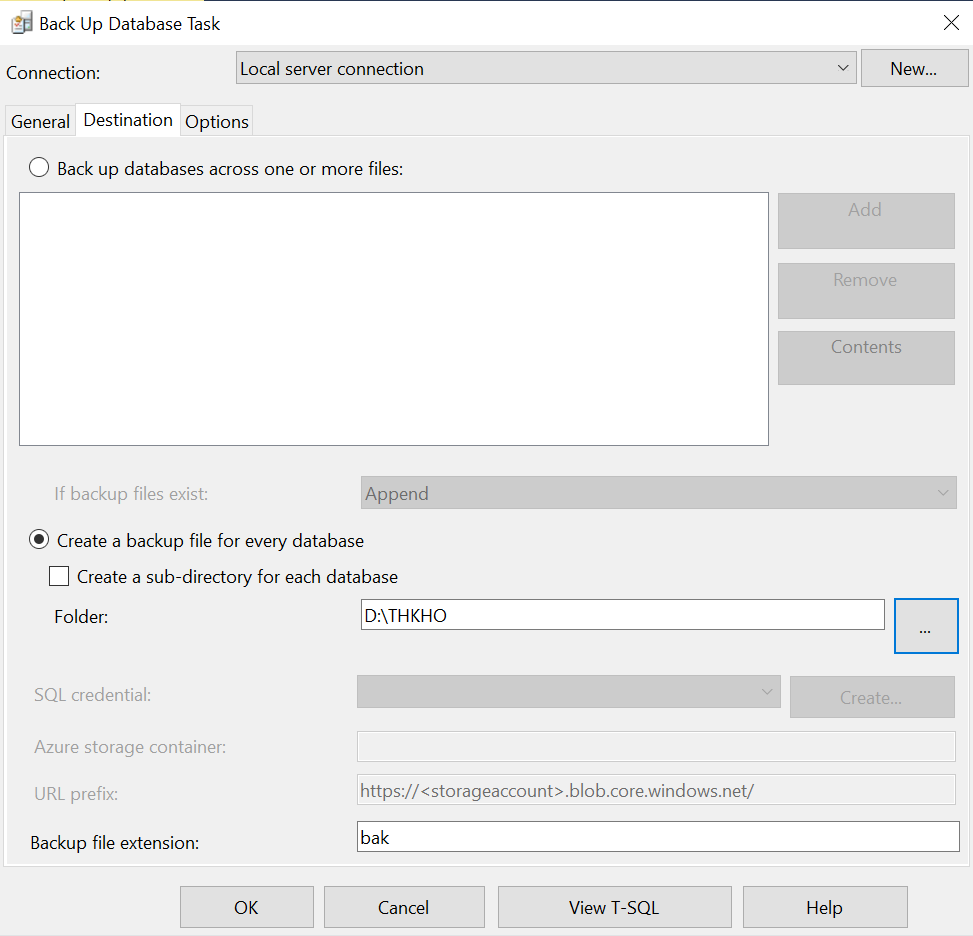 Back Up Database Task
Connection:
Local server connection
New...
General
Destination
Options
Back up databases across one or more files:
Add
Remove
Contents
If backup files exist:
Append
Create a backup file for every database
Create a sub-directory for each database
Folder:
D:\THKHO
...
SQL credential:
Create...
Azure storage container:
URL prefix:
https://<storageaccount>.blob.core.windows.net/
Backup file extension:
bak
OK
Cancel
View T-SQL
Help